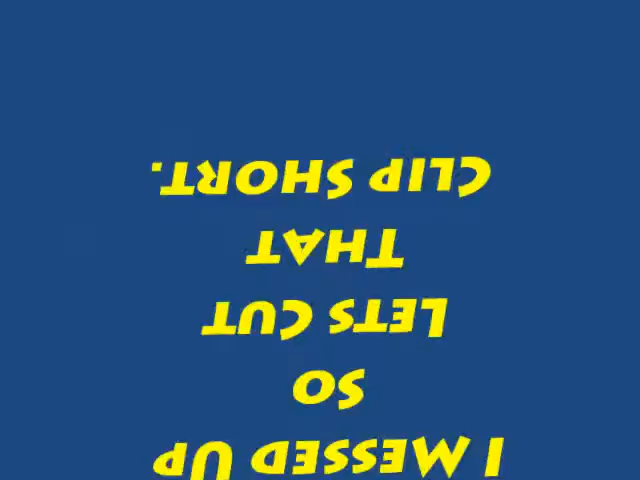 I MESSED UP
SO
LETS CUT
THAT
CLIP SHORT.